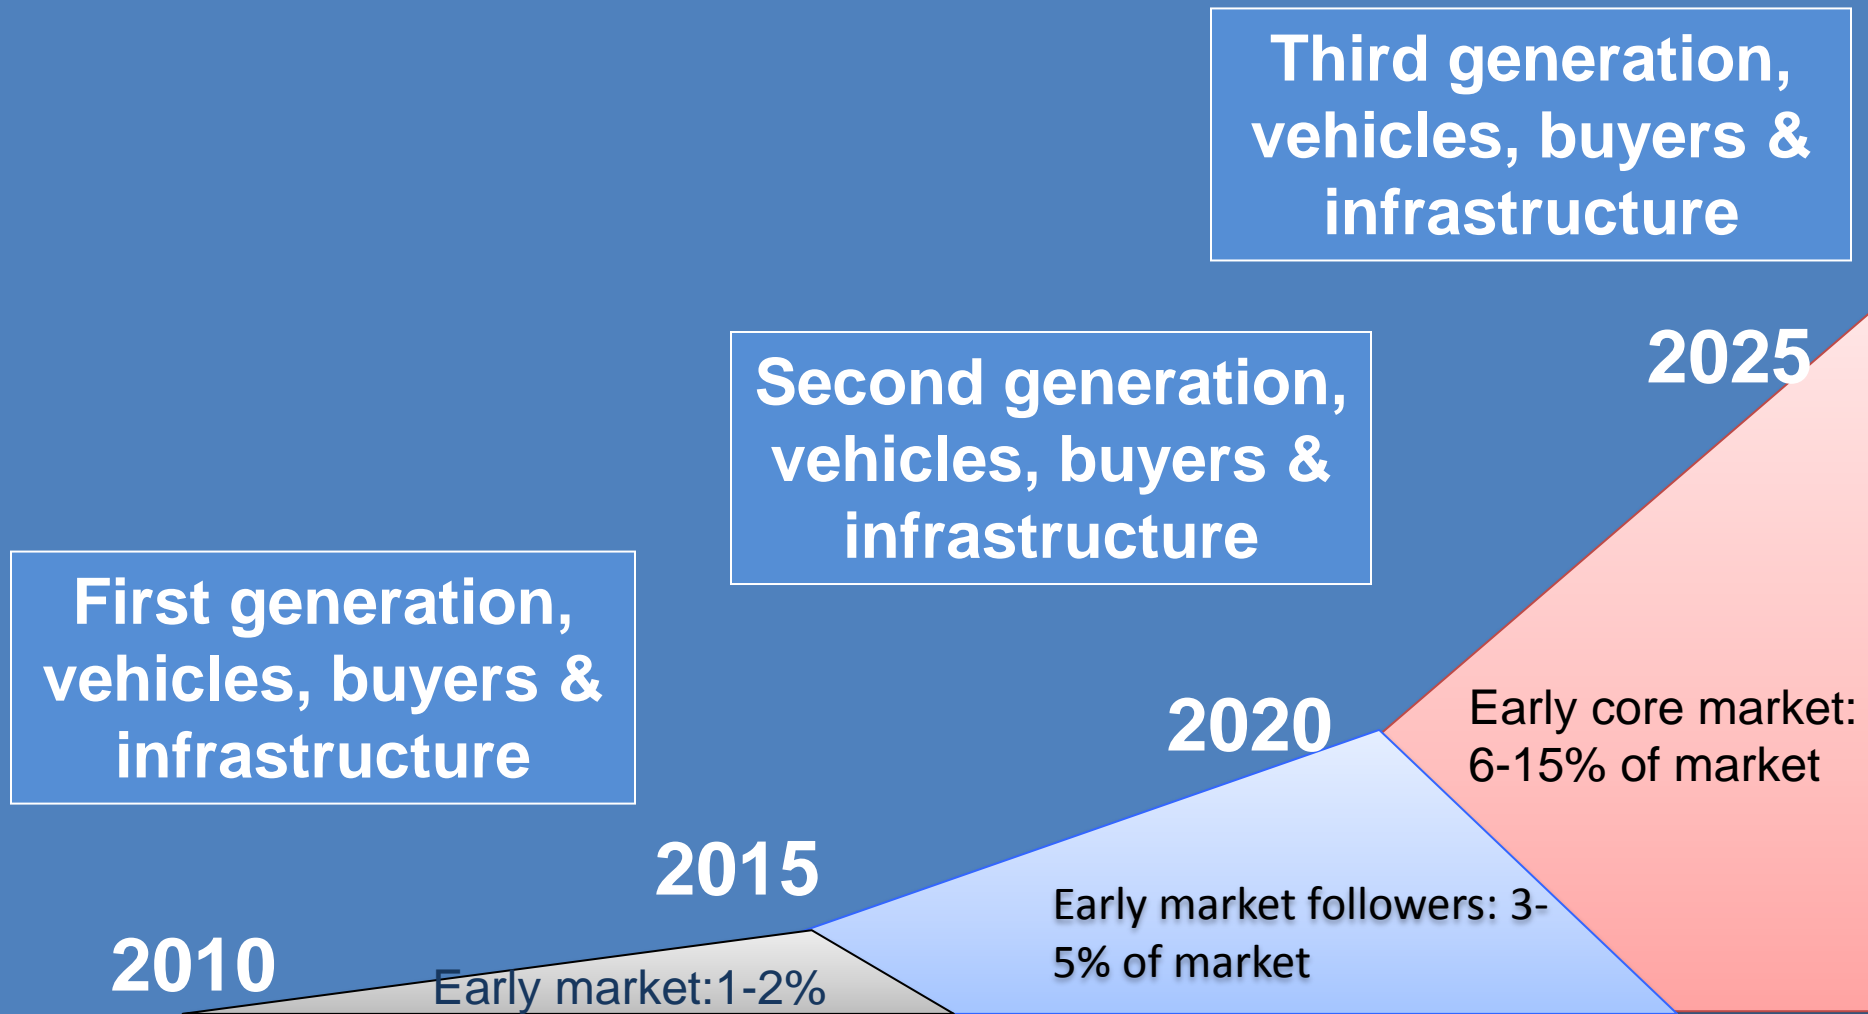 Third generation,
vehicles, buyers &
infrastructure
2025
Second generation,
vehicles, buyers &
infrastructure
First generation,
vehicles, buyers &
infrastructure
2020
Early core market:
6-15% of market
2015
Early market followers: 3-
5% of market
2010
Early market:1-2%